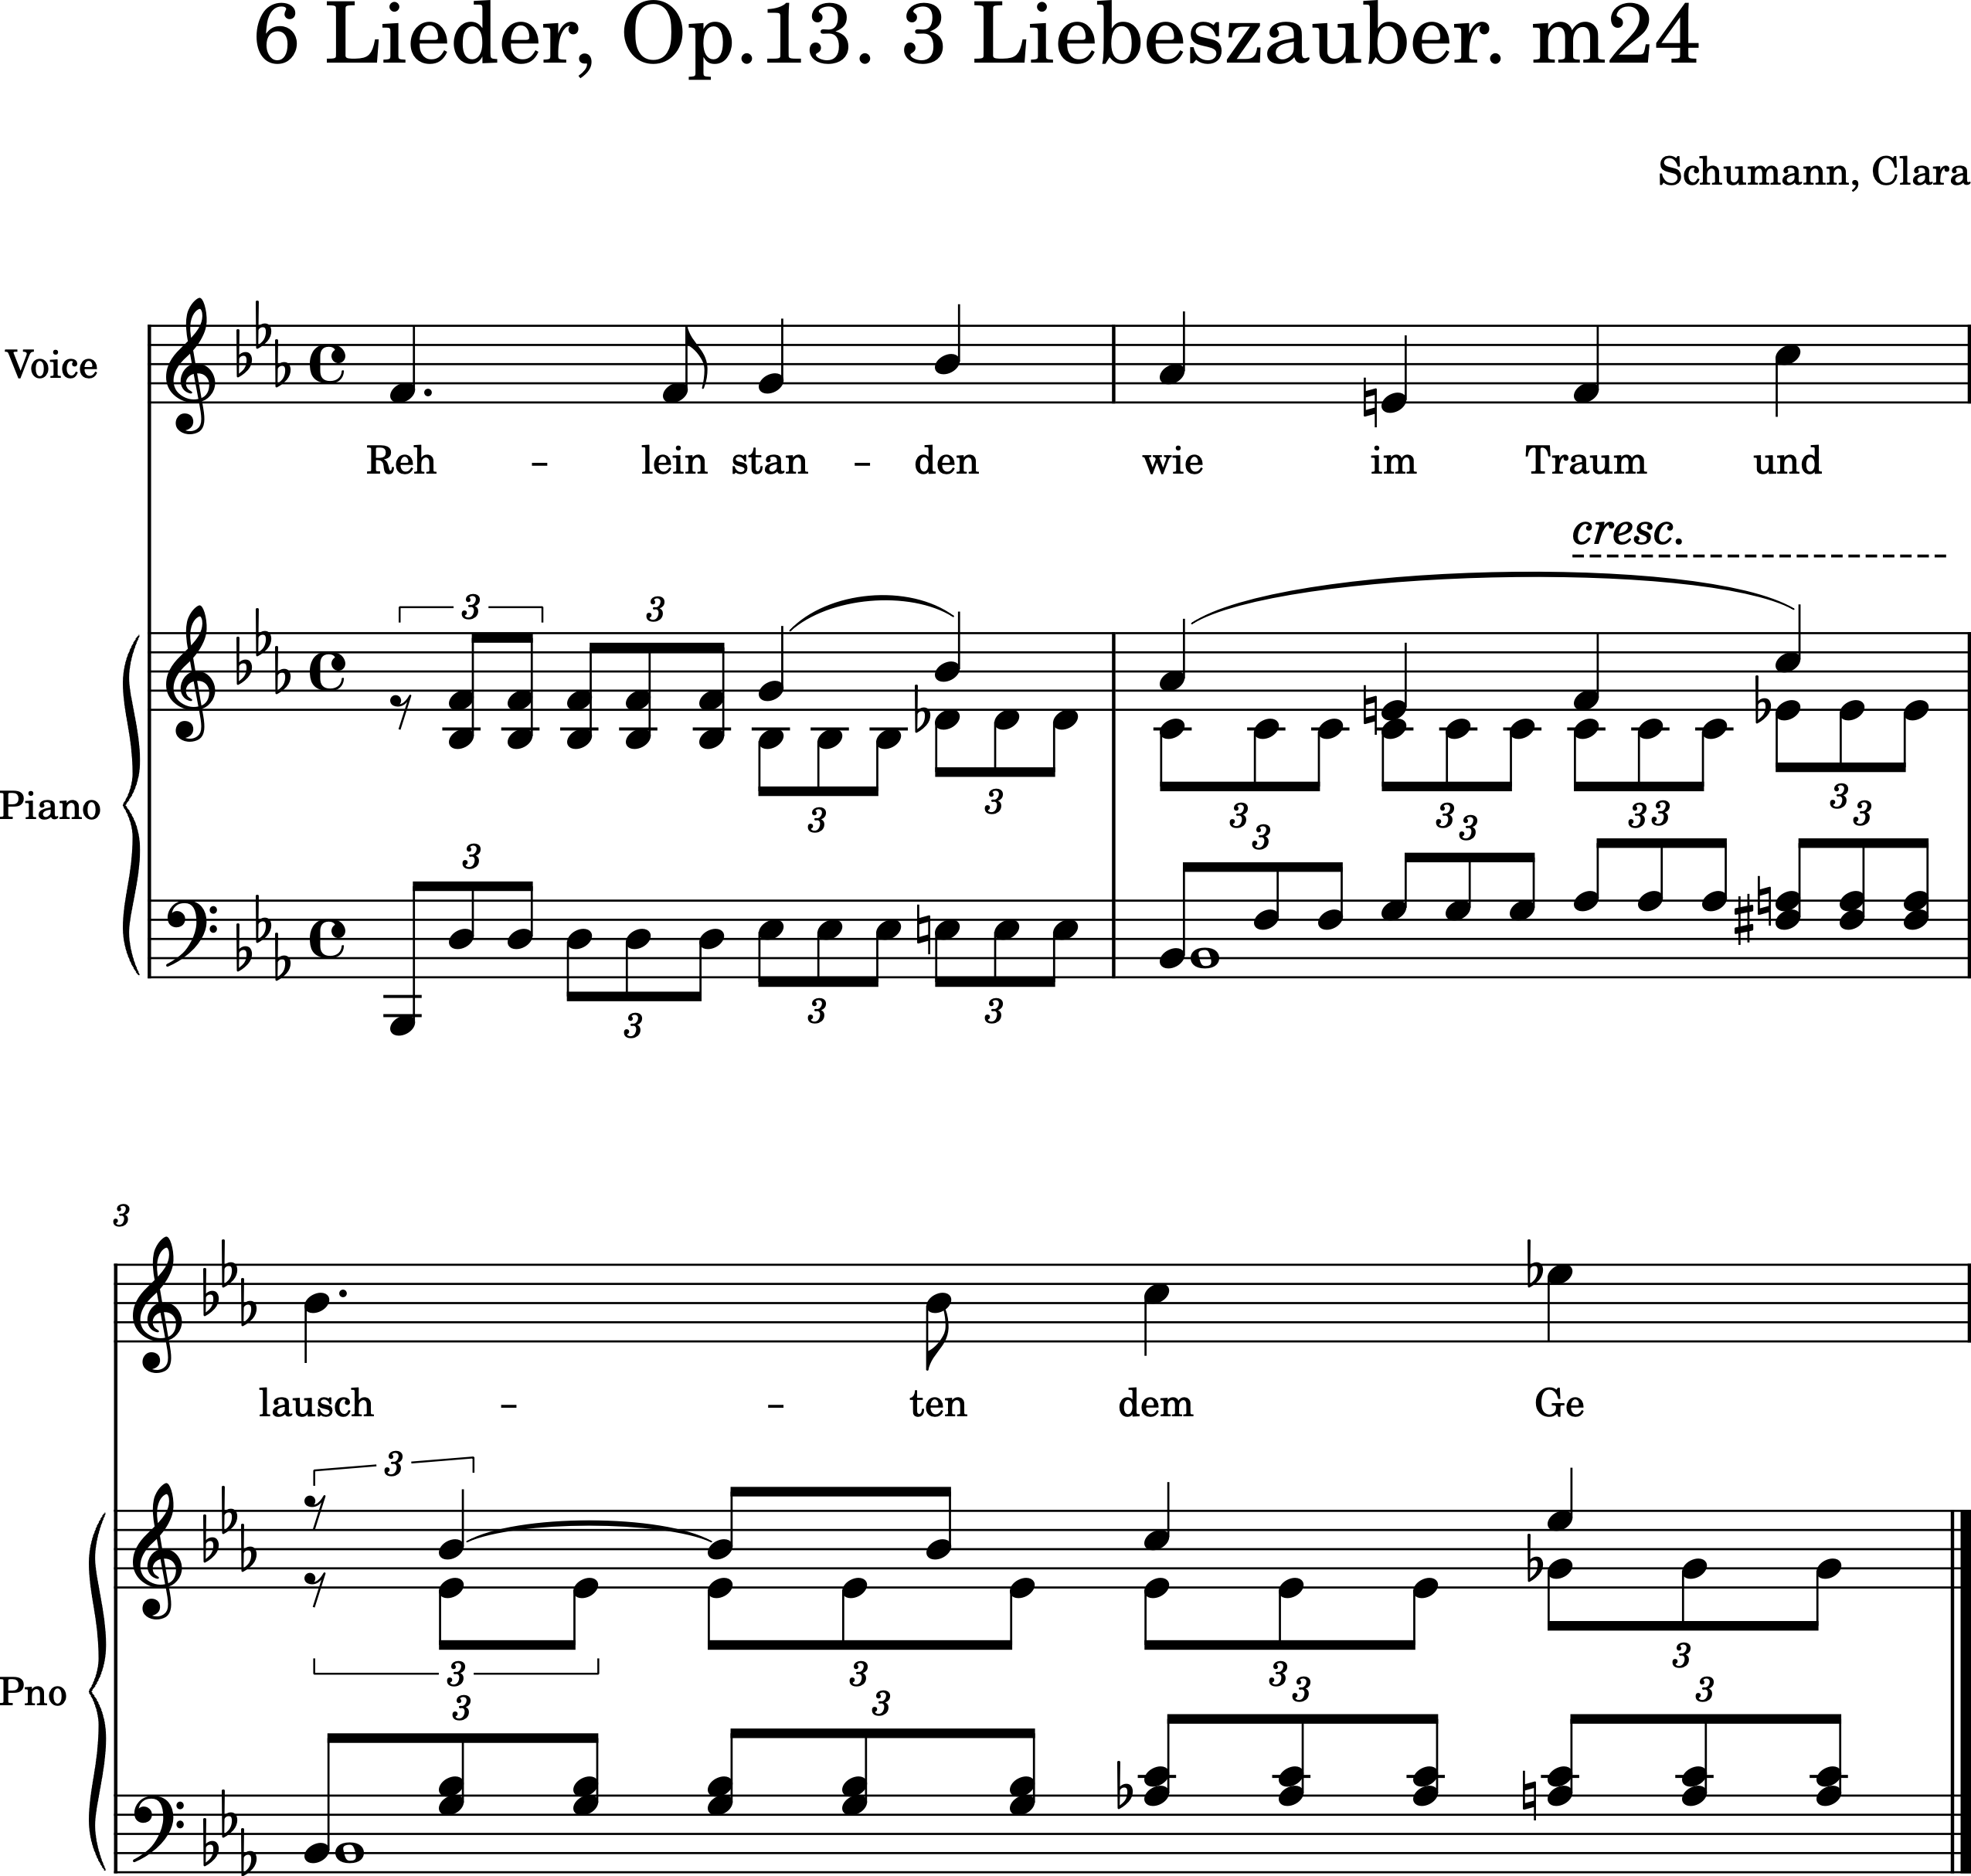 6 Lieder, Op.13. 3 Liebeszauber. m24
Schumann, Clara
Voice
Reh - lein stan - den wie im Traum und
cresc.
3 3
Piano
3 3 3 3 3 3
3 3 3 3 3
3 3 3
3
lausch - - ten dem Ge
3
Pno
3 3 3 3
3 3 3 3